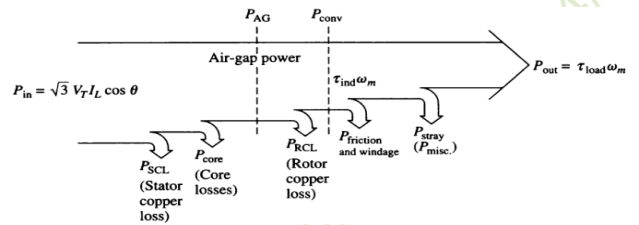 P_AG
P_conv
Air-gap power
P_in = √3 V_T I_L cos θ
τ_ind ω_m
P_out = τ_load ω_m
P_SCL
(Stator
copper
loss)
P_core
(Core
losses)
P_RCL
(Rotor
copper
loss)
P_friction
and windage
P_stray
(P_misc.)